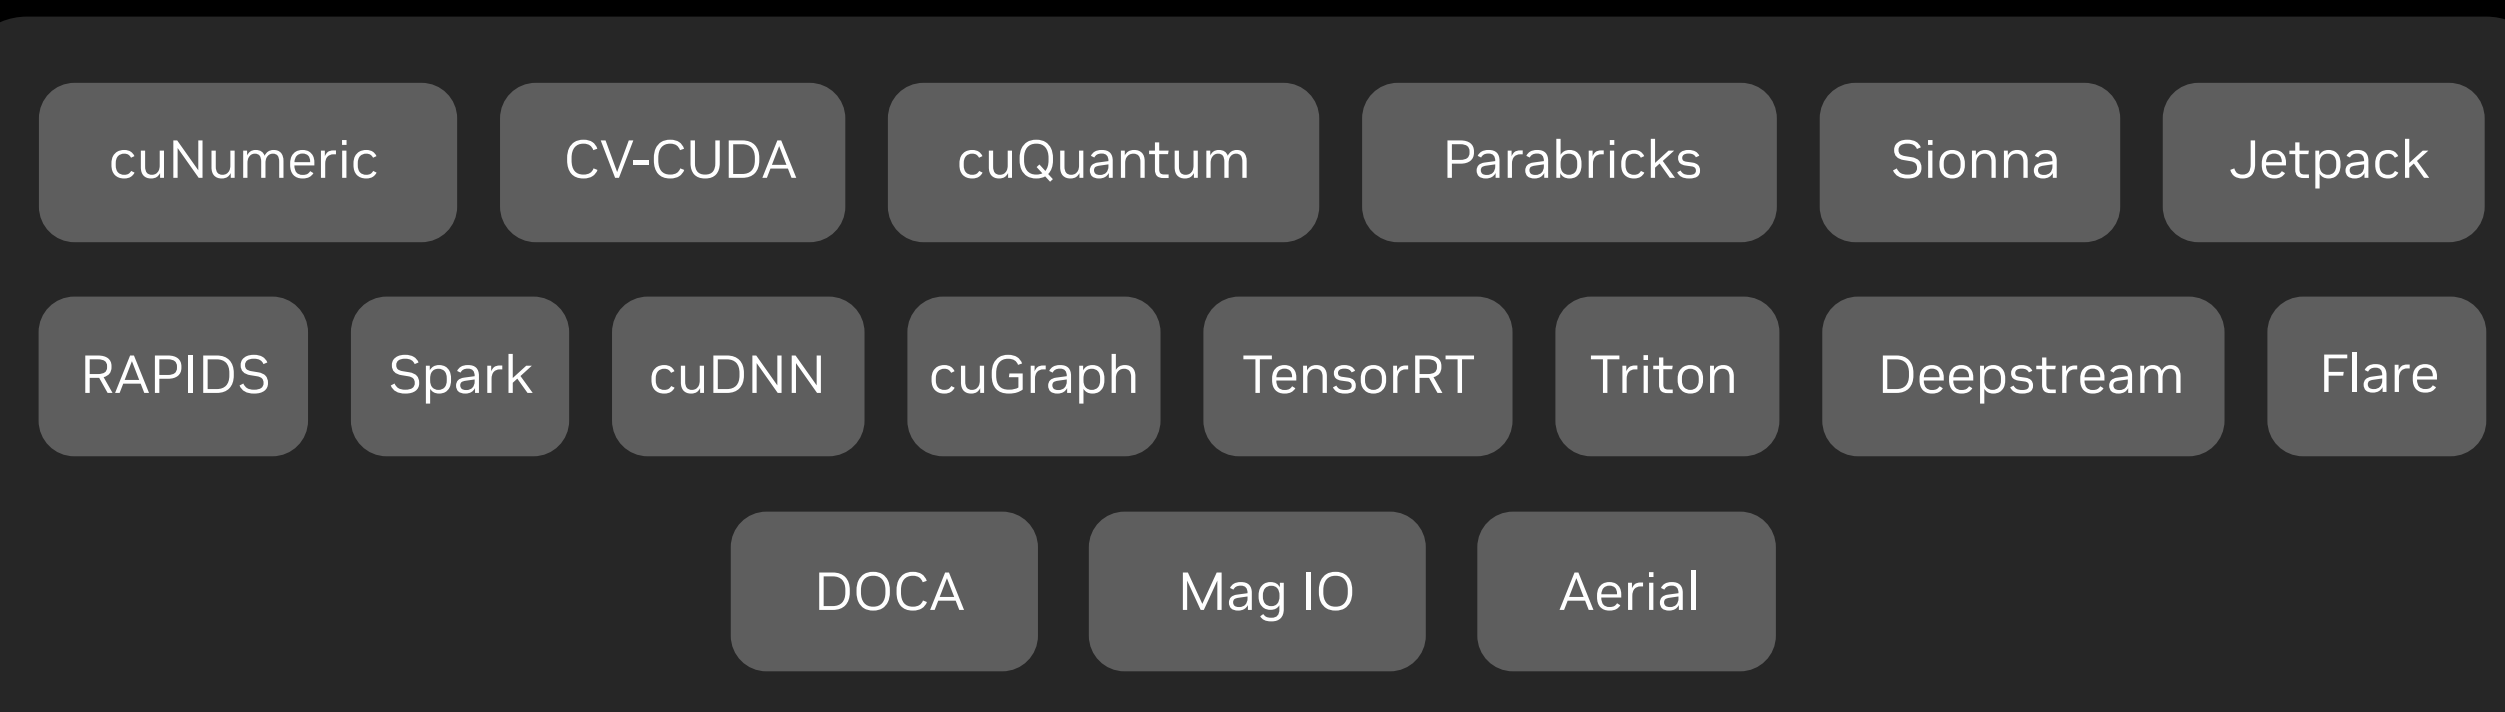 cuNumeric CV-CUDA cuQuantum Parabricks Sionna Jetpack
RAPIDS Spark cuDNN cuGraph TensorRT Triton Deepstream Flare
DOCA Mag IO Aerial